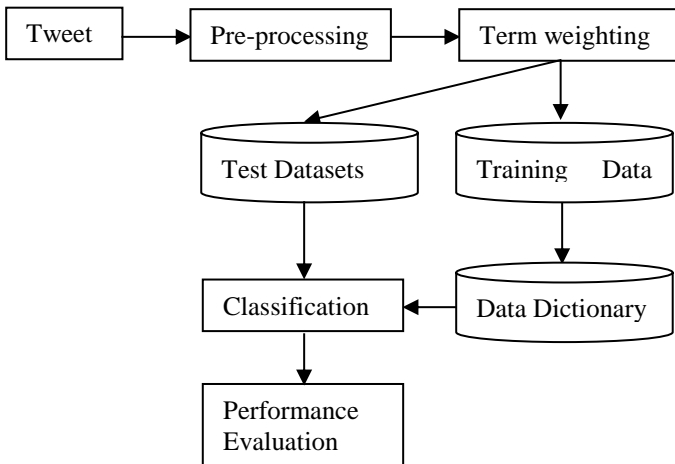 Tweet
Pre-processing
Term weighting
Test Datasets
Training Data
Classification
Data Dictionary
Performance
Evaluation